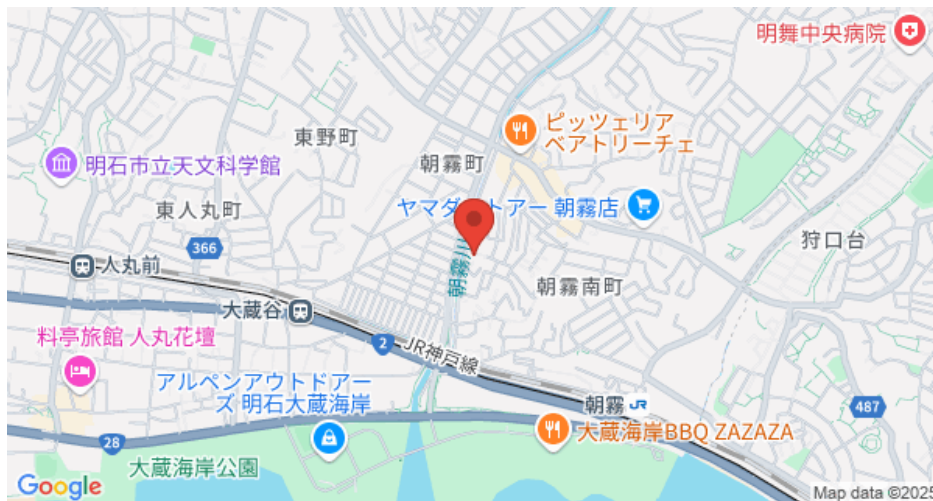 明舞中央病院
ピッツェリア
ベアトリーチェ
東野町
朝霧町
明石市立天文科学館
東人丸町
ヤマダ
トアー 朝霧店
狩口台
366
人丸前
朝霧川
朝霧南町
大蔵谷
料亭旅館 人丸花壇
2
JR神戸線
アルペンアウトドアー
ズ 明石大蔵海岸
朝霧 JR
487
28
大蔵海岸BBQ ZAZAZA
大蔵海岸公園
Google
Map data ©2025